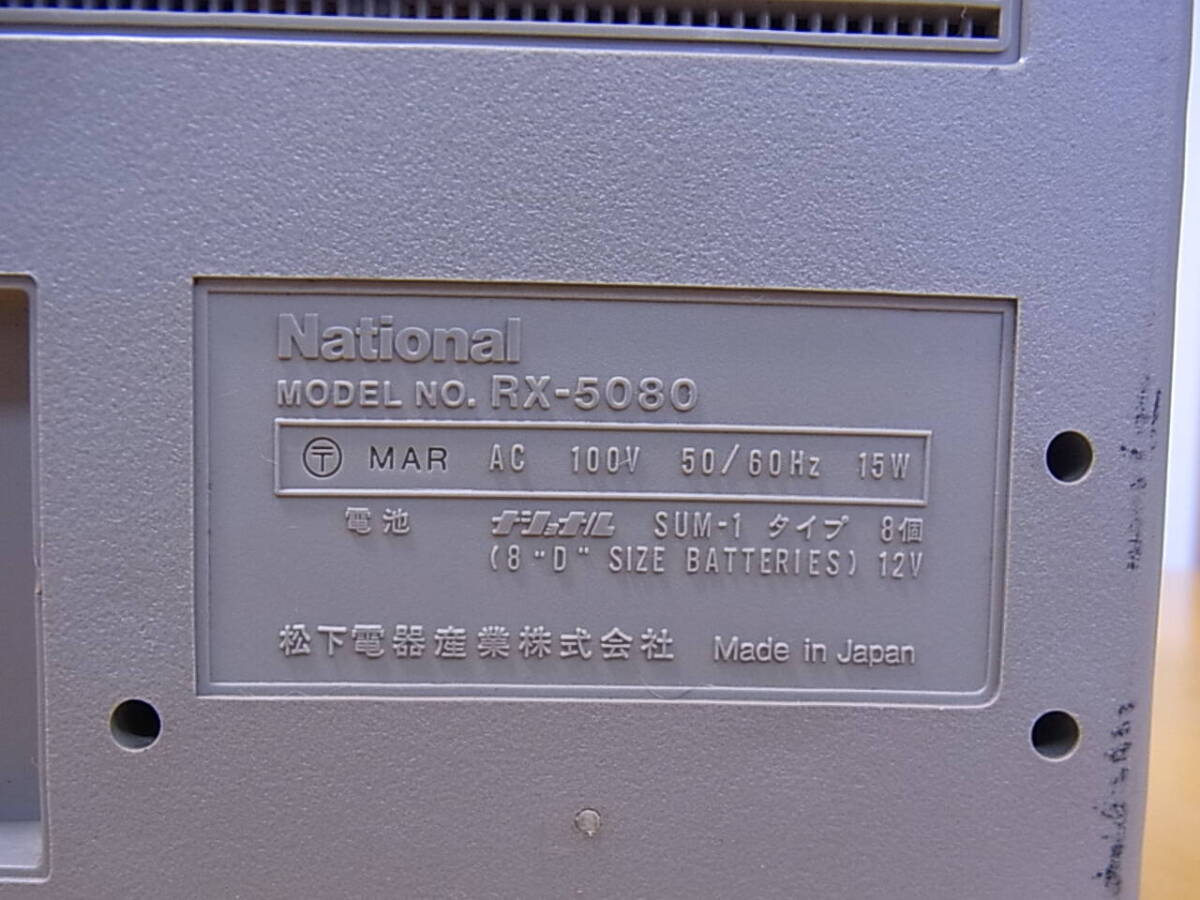 National
MODEL NO. RX-5080
〒 MAR AC 100V 50/60Hz 15W
電池 ナショナル SUM-1 タイプ 8個
(8 "D" SIZE BATTERIES) 12V
松下電器産業株式会社 Made in Japan